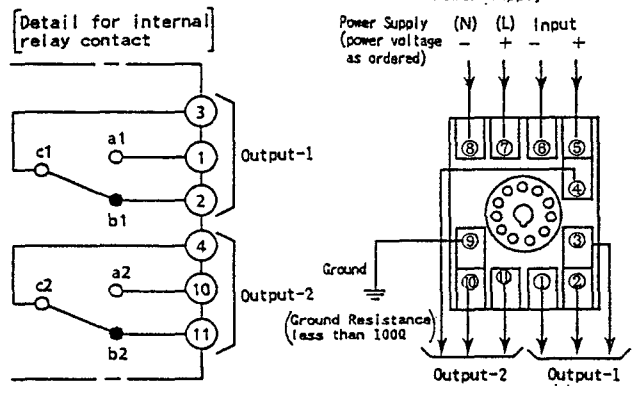 Detail for internal
relay contact
3
a1
1
c1
2
b1
Output-1
4
a2
10
c2
11
b2
Output-2
Power Supply
(power voltage
as ordered)
(N) (L) Input
− + − +
⑧ ⑦ ⑥ ⑤
④
⑨ ③
⑩ ⑪ ① ②
Ground
(Ground Resistance
less than 100Ω)
Output-2 Output-1